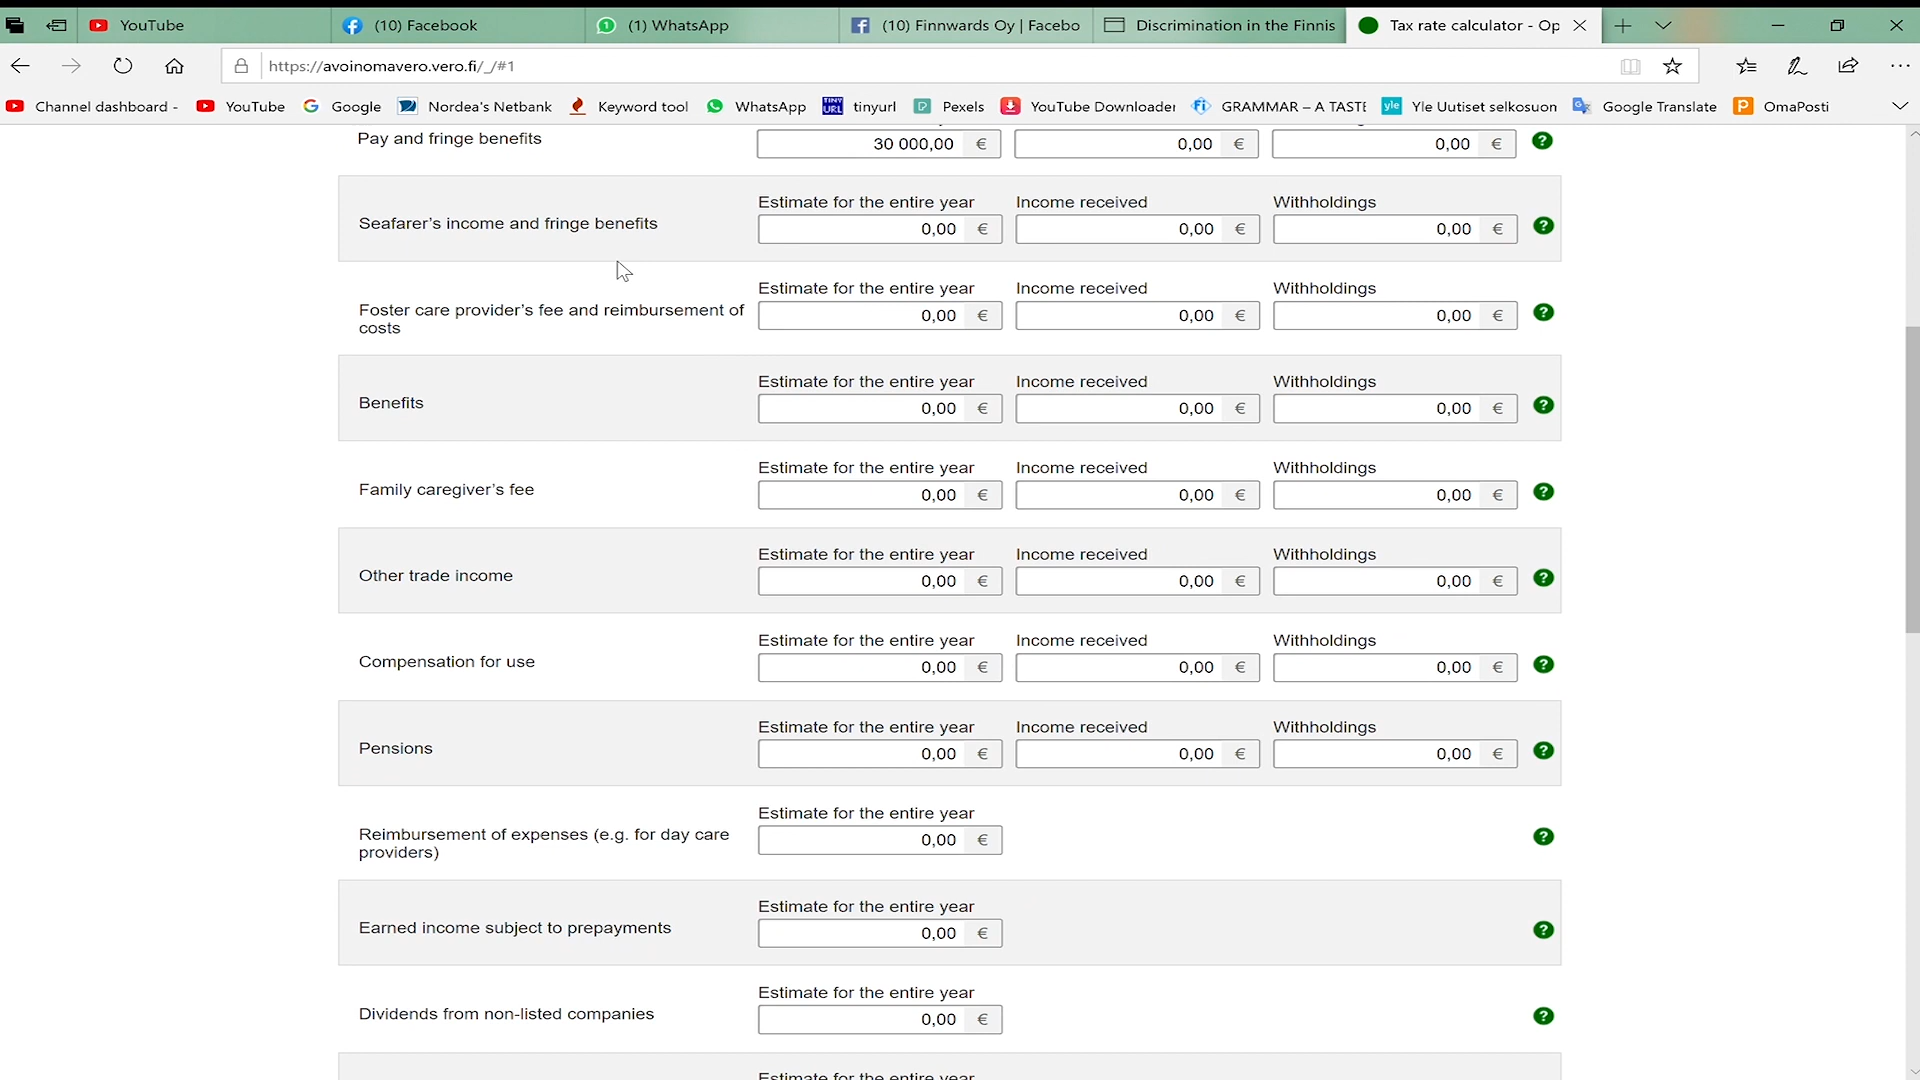 YouTube (10) Facebook (1) WhatsApp (10) Finnwards Oy | Facebo Discrimination in the Finnis Tax rate calculator - Op
https://avoinomavero.vero.fi/_/#1
Channel dashboard - YouTube Google Nordea's Netbank Keyword tool WhatsApp TINY URL tinyurl Pexels YouTube Downloader GRAMMAR – A TASTE yle Yle Uutiset selkosuon Google Translate OmaPosti
Pay and fringe benefits 30 000,00 € 0,00 € 0,00 € ?
Estimate for the entire year Income received Withholdings
Seafarer's income and fringe benefits 0,00 € 0,00 € 0,00 € ?
Estimate for the entire year Income received Withholdings
Foster care provider's fee and reimbursement of 0,00 € 0,00 € 0,00 € ?
costs
Estimate for the entire year Income received Withholdings
Benefits 0,00 € 0,00 € 0,00 € ?
Estimate for the entire year Income received Withholdings
Family caregiver's fee 0,00 € 0,00 € 0,00 € ?
Estimate for the entire year Income received Withholdings
Other trade income 0,00 € 0,00 € 0,00 € ?
Estimate for the entire year Income received Withholdings
Compensation for use 0,00 € 0,00 € 0,00 € ?
Estimate for the entire year Income received Withholdings
Pensions 0,00 € 0,00 € 0,00 € ?
Estimate for the entire year
Reimbursement of expenses (e.g. for day care 0,00 € ?
providers)
Estimate for the entire year
Earned income subject to prepayments 0,00 € ?
Estimate for the entire year
Dividends from non-listed companies 0,00 € ?
Estimate for the entire year